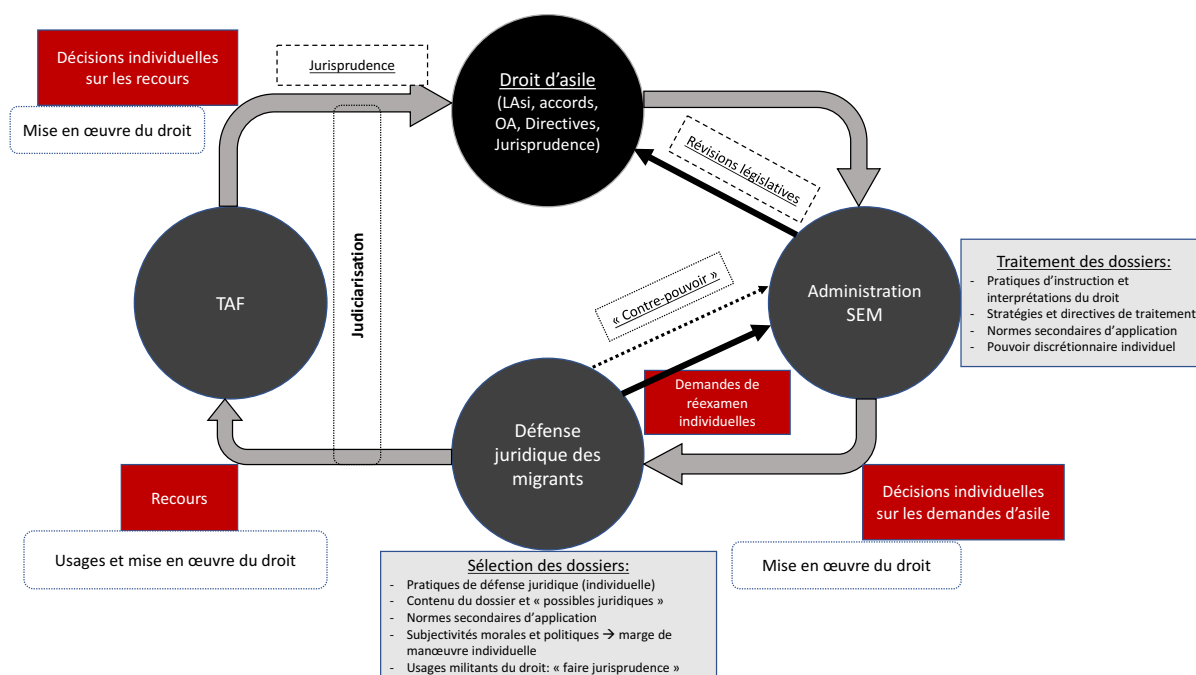 Décisions individuelles
sur les recours
Mise en œuvre du droit
Jurisprudence
Droit d'asile
(LAsi, accords,
OA, Directives,
Jurisprudence)
Révisions législatives
TAF
Judiciarisation
« Contre-pouvoir »
Administration
SEM
Traitement des dossiers:
- Pratiques d'instruction et
interprétations du droit
- Stratégies et directives de traitement
- Normes secondaires d'application
- Pouvoir discrétionnaire individuel
Demandes de
réexamen
individuelles
Défense
juridique des
migrants
Recours
Usages et mise en œuvre du droit
Décisions individuelles
sur les demandes d'asile
Mise en œuvre du droit
Sélection des dossiers:
- Pratiques de défense juridique (individuelle)
- Contenu du dossier et « possibles juridiques »
- Normes secondaires d'application
- Subjectivités morales et politiques → marge de
manœuvre individuelle
- Usages militants du droit: « faire jurisprudence »